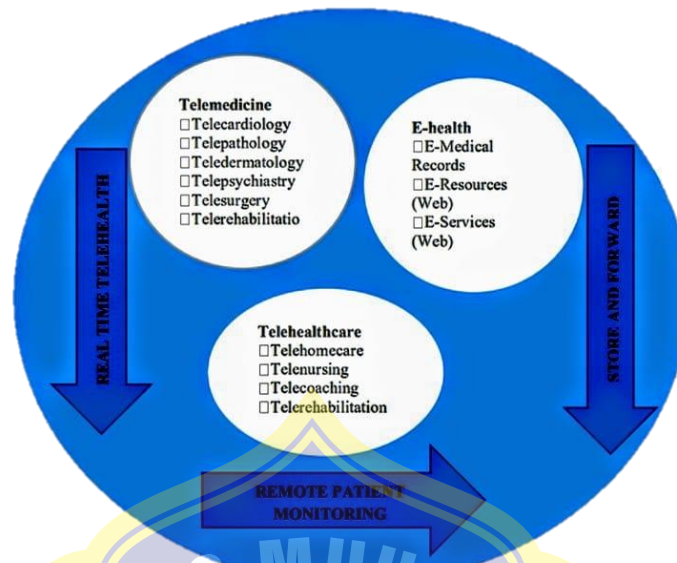 Telemedicine
□Telecardiology
□Telepathology
□Teledermatology
□Telepsychiastry
□Telesurgery
□Telerehabilitatio
E-health
□E-Medical
Records
□E-Resources
(Web)
□E-Services
(Web)
REAL TIME TELEHEALTH
STORE AND FORWARD
Telehealthcare
□Telehomecare
□Telenursing
□Telecoaching
□Telerehabilitation
REMOTE PATIENT
MONITORING